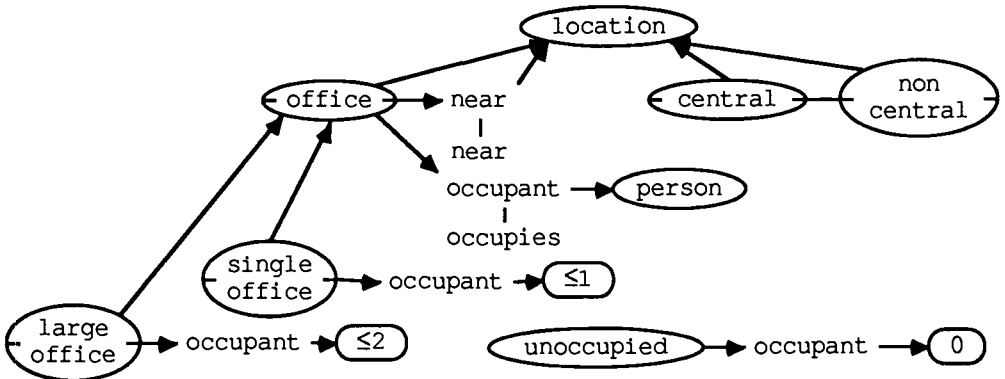 location
non
central
office
near
central
near
occupant
person
occupies
single
office
occupant
≤1
large
office
occupant
≤2
unoccupied
occupant
0